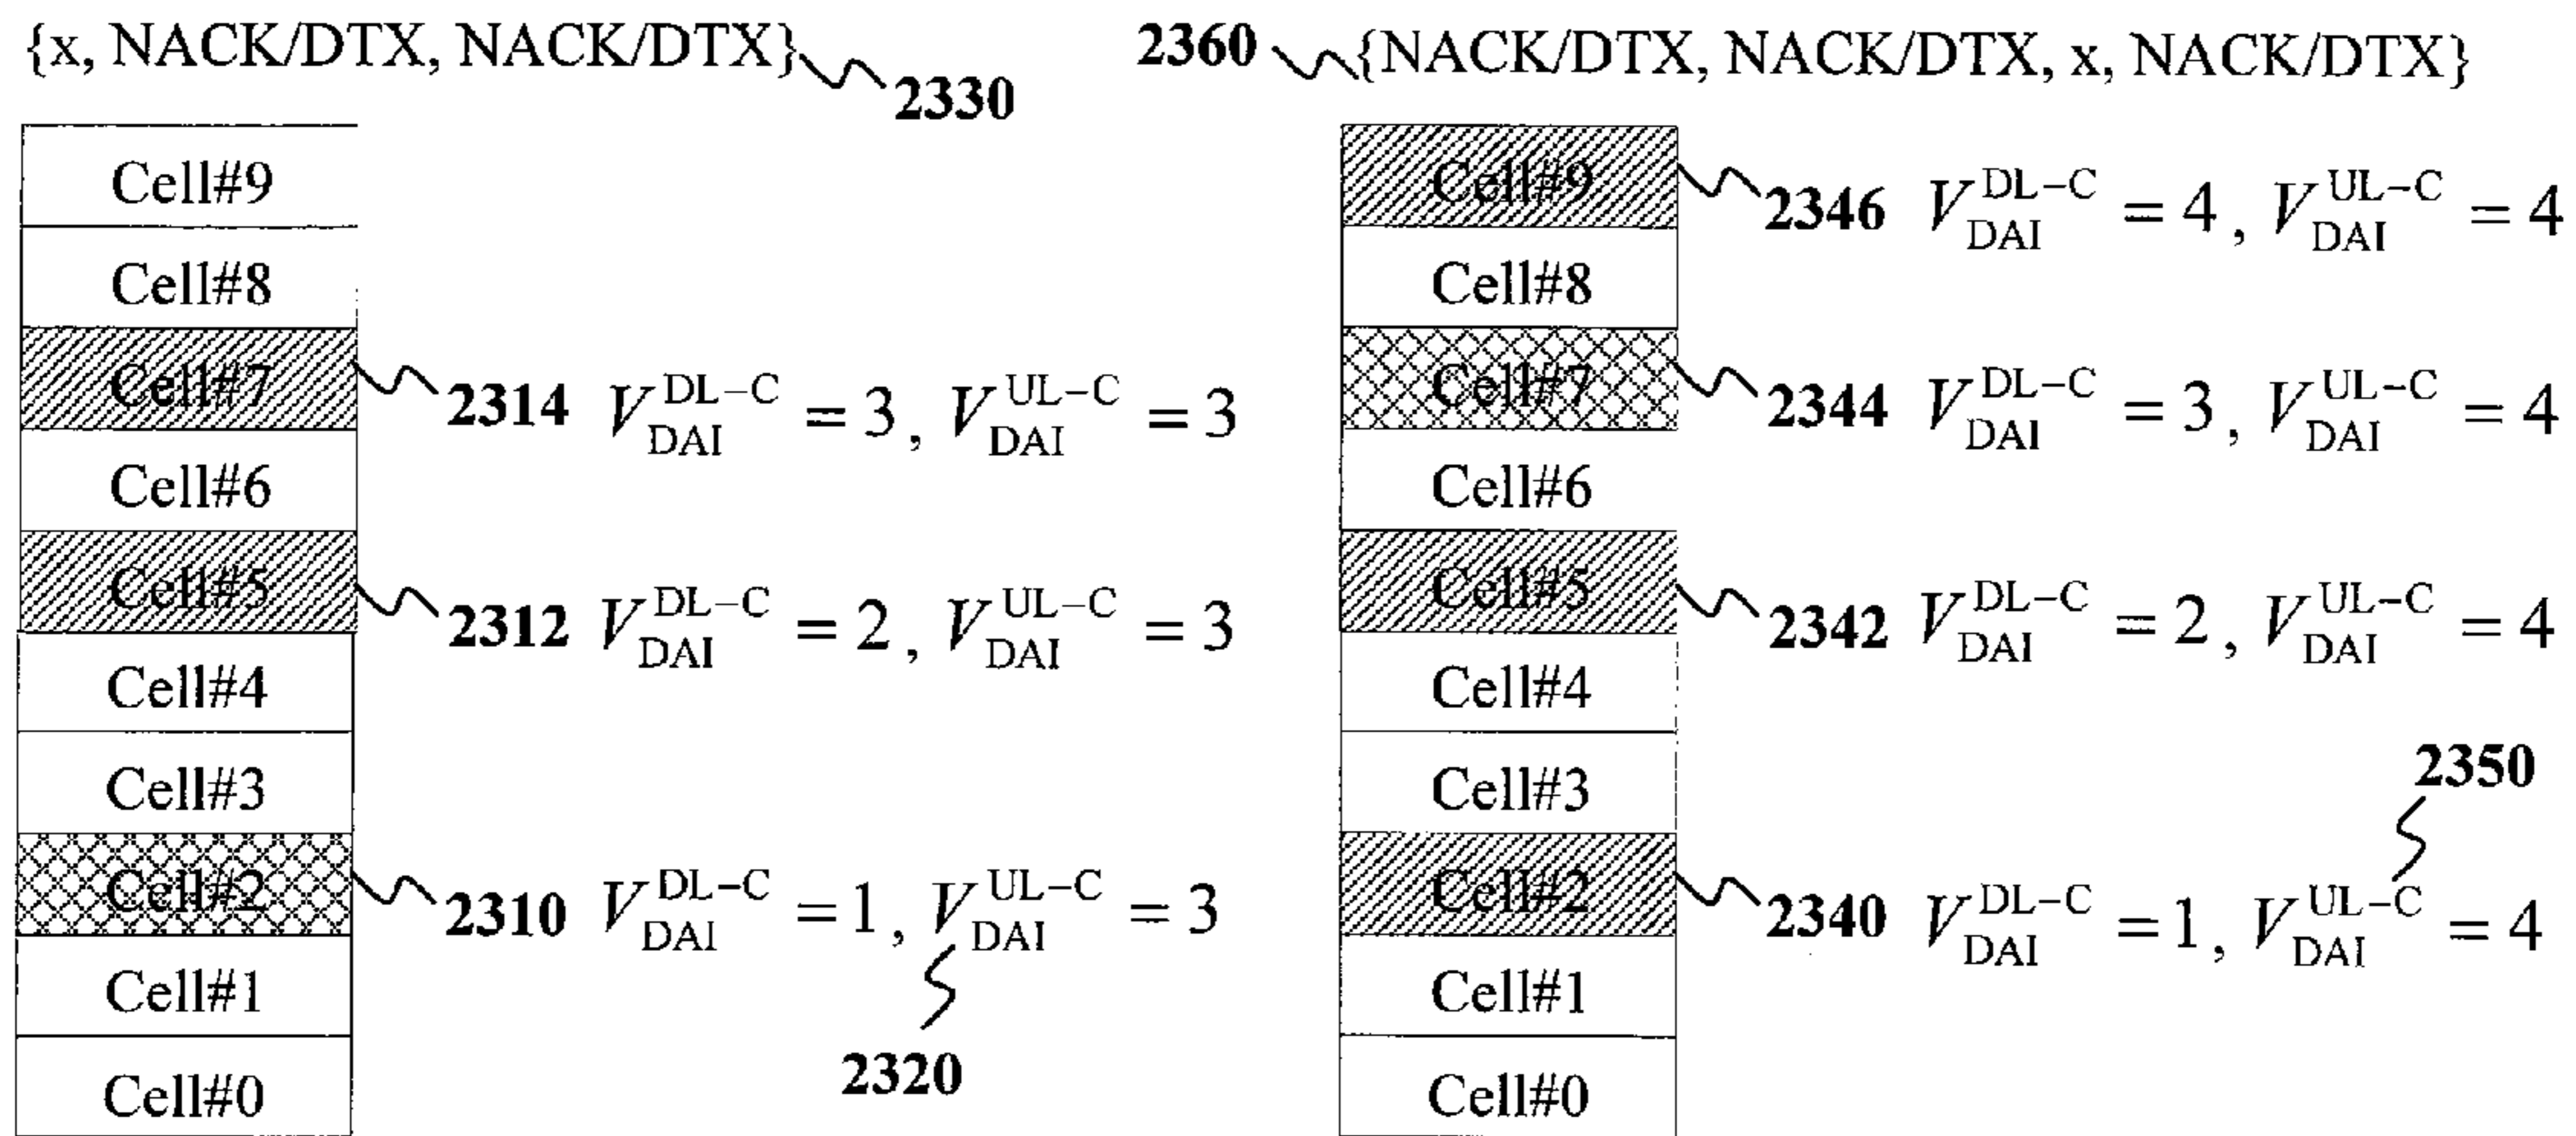 {x, NACK/DTX, NACK/DTX} 2330
Cell#9
Cell#8
Cell#7 2314 V_DAI^DL-C = 3, V_DAI^UL-C = 3
Cell#6
Cell#5 2312 V_DAI^DL-C = 2, V_DAI^UL-C = 3
Cell#4
Cell#3
Cell#2 2310 V_DAI^DL-C = 1, V_DAI^UL-C = 3
Cell#1
2320
Cell#0
2360 {NACK/DTX, NACK/DTX, x, NACK/DTX}
Cell#9 2346 V_DAI^DL-C = 4, V_DAI^UL-C = 4
Cell#8
Cell#7 2344 V_DAI^DL-C = 3, V_DAI^UL-C = 4
Cell#6
Cell#5 2342 V_DAI^DL-C = 2, V_DAI^UL-C = 4
Cell#4
Cell#3
2350
Cell#2 2340 V_DAI^DL-C = 1, V_DAI^UL-C = 4
Cell#1
Cell#0